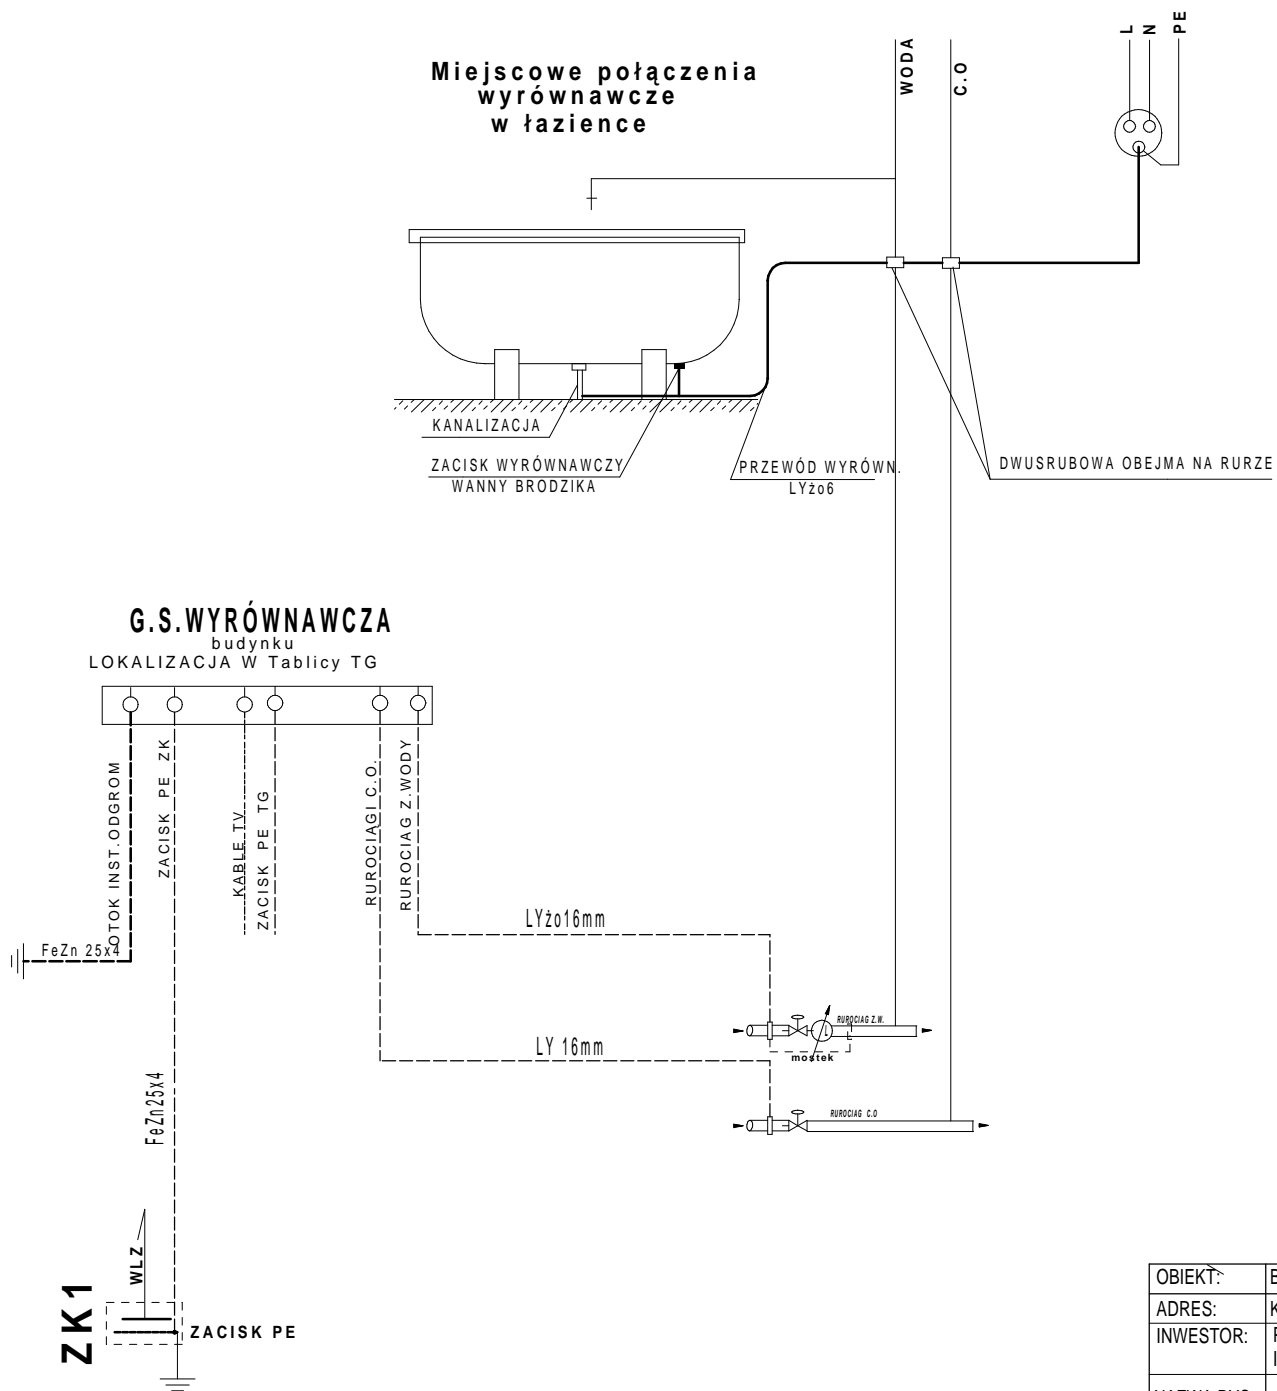 Miejscowe połączenia
wyrównawcze
w łazience
WODA
C.O
L
N
PE
KANALIZACJA
ZACISK WYRÓWNAWCZY
WANNY BRODZIKA
PRZEWÓD WYRÓWN.
LYżo6
DWUSRUBOWA OBEJMA NA RURZE
G.S.WYRÓWNAWCZA
budynku
LOKALIZACJA W Tablicy TG
OTOK INST.ODGROM
ZACISK PE ZK
KABLE TV
ZACISK PE TG
RUROCIĄGI C.O.
RUROCIAG Z.WODY
FeZn 25x4
LYżo16mm
LY 16mm
RUROCIAG Z.W.
mostek
RUROCIAG C.O
FeZn25x4
WLZ
ZK1
ZACISK PE
OBIEKT:
ADRES:
INWESTOR: